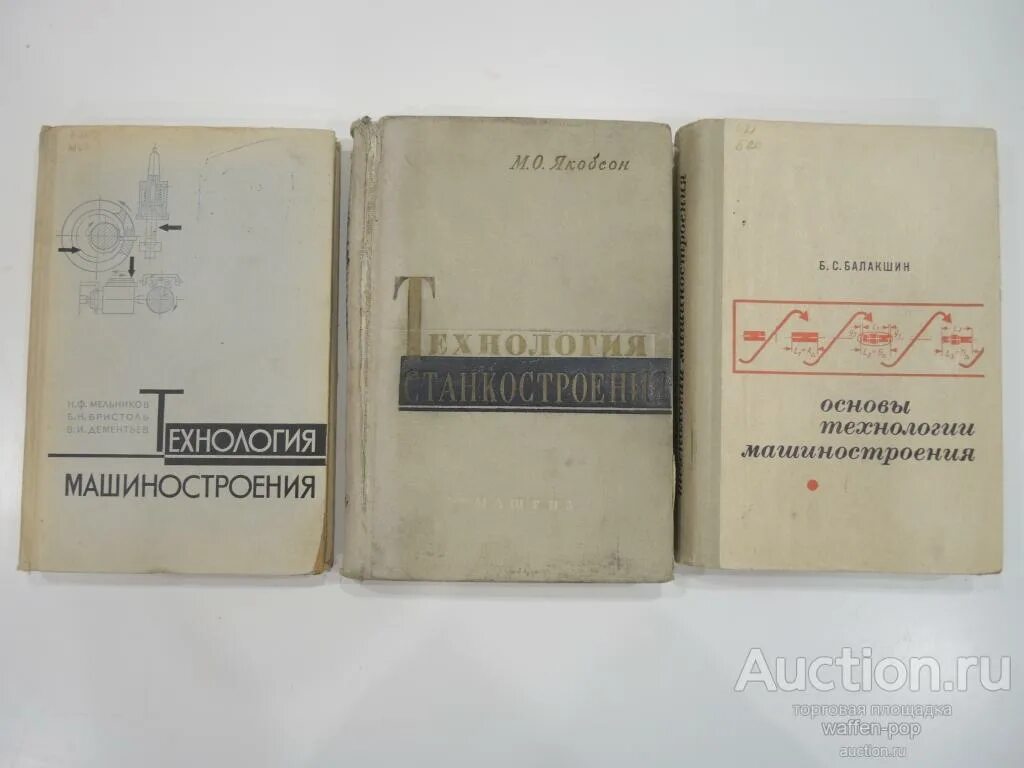 Н.Ф. МЕЛЬНИКОВ
Б.Н. БРИСТОЛЬ
В.И. ДЕМЕНТЬЕВ
ТЕХНОЛОГИЯ
МАШИНОСТРОЕНИЯ
М.О. Якобсон
ТЕХНОЛОГИЯ
СТАНКОСТРОЕНИЯ
МАШГИЗ
Б.С.БАЛАКШИН
основы
технологии
машиностроения
Auction.ru
торговая площадка
waffen-pop
auction.ru